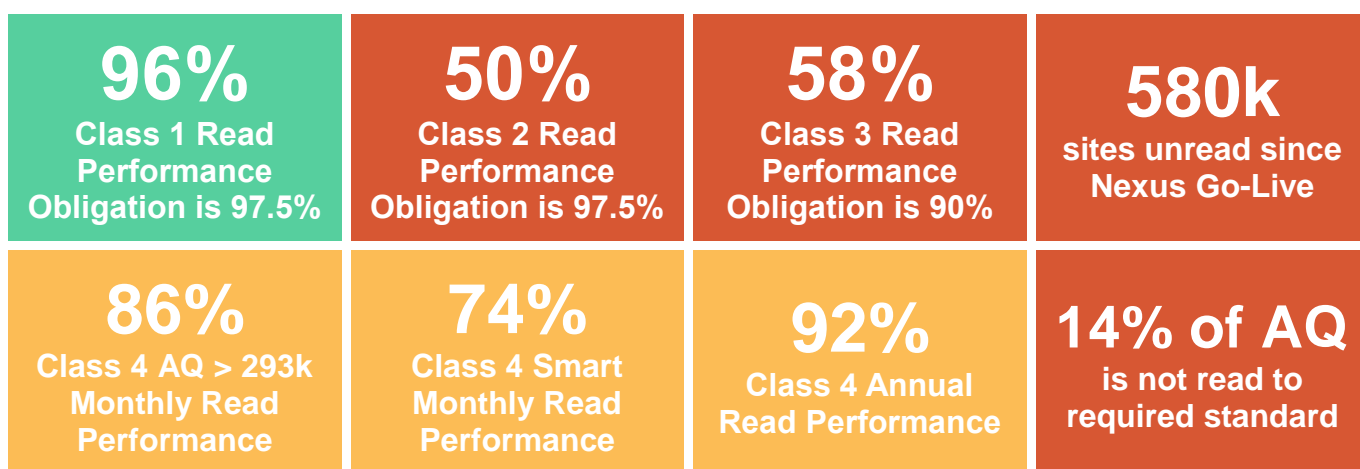 96%
Class 1 Read
Performance
Obligation is 97.5%
50%
Class 2 Read
Performance
Obligation is 97.5%
58%
Class 3 Read
Performance
Obligation is 90%
580k
sites unread since
Nexus Go-Live
86%
Class 4 AQ > 293k
Monthly Read
Performance
74%
Class 4 Smart
Monthly Read
Performance
92%
Class 4 Annual
Read Performance
14% of AQ
is not read to
required standard